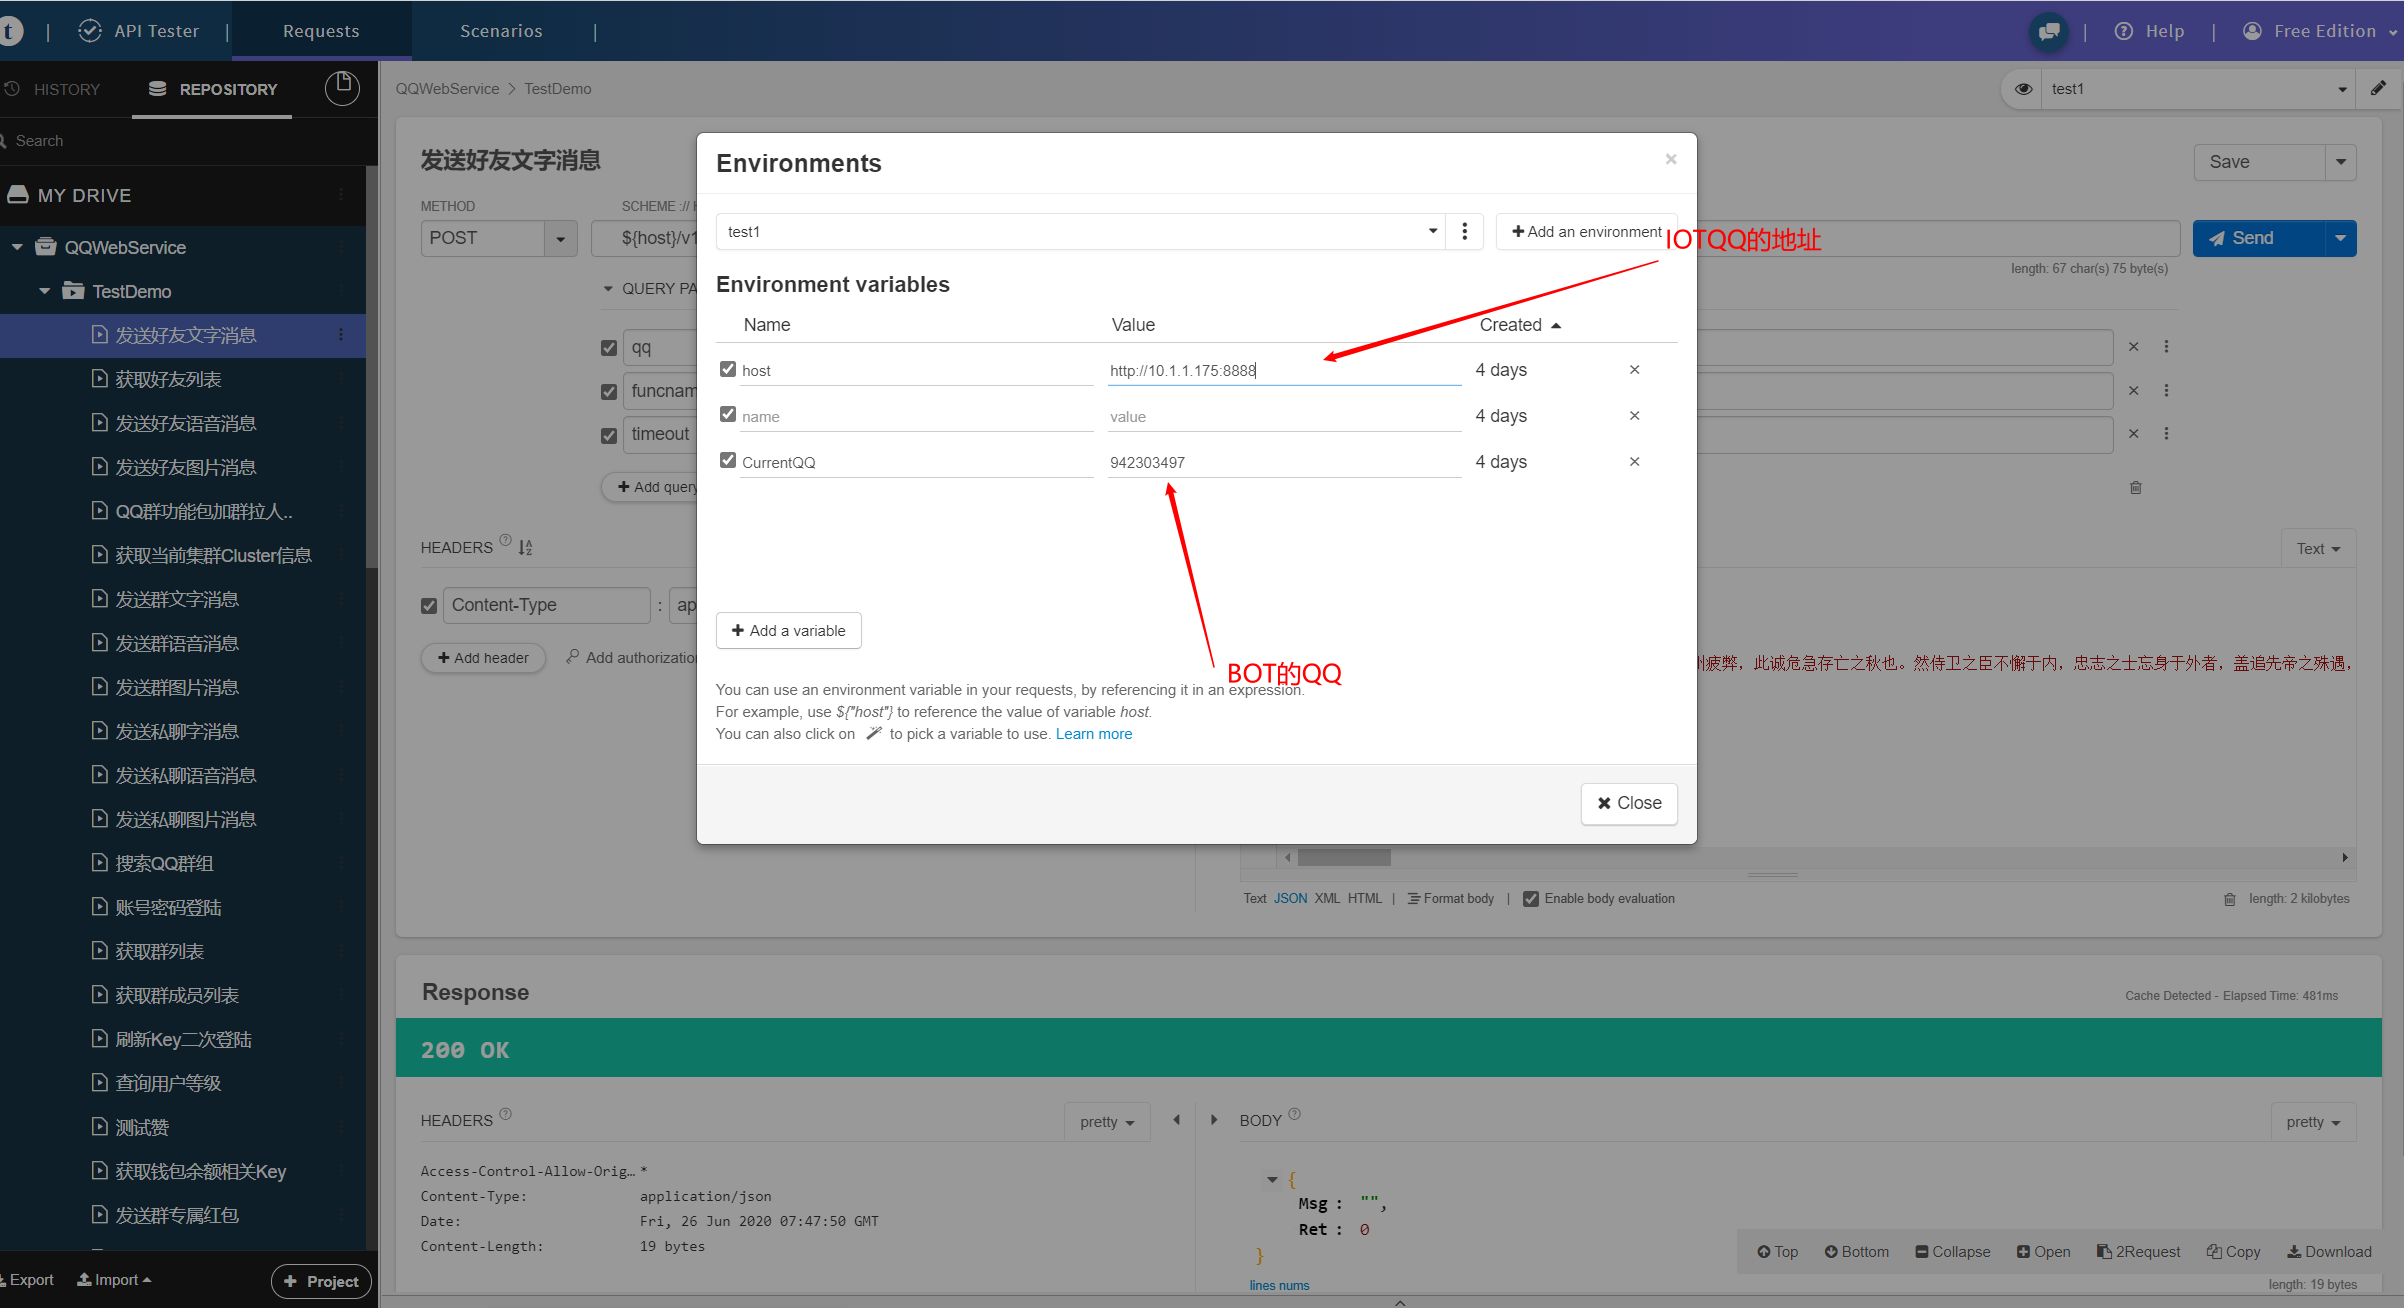 t | API Tester | Requests Scenarios | | Help | Free Edition
HISTORY REPOSITORY
Search
MY DRIVE
QQWebService
TestDemo
发送好友文字消息
获取好友列表
发送好友语音消息
发送好友图片消息
QQ群功能包加群拉人..
获取当前集群Cluster信息
发送群文字消息
发送群语音消息
发送群图片消息
发送私聊字消息
发送私聊语音消息
发送私聊图片消息
搜索QQ群组
账号密码登陆
获取群列表
获取群成员列表
刷新Key二次登陆
查询用户等级
测试赞
获取钱包余额相关Key
发送群专属红包
Export Import + Project
QQWebService > TestDemo
test1
发送好友文字消息
Save
METHOD
SCHEME :// H
POST
${host}/v1
Send
length: 67 char(s) 75 byte(s)
QUERY PA
qq
funcnam
timeout
+ Add query
HEADERS
Text
Content-Type : ap
+ Add header Add authorization
州疲弊，此诚危急存亡之秋也。然侍卫之臣不懈于内，忠志之士忘身于外者，盖追先帝之殊遇，
Text JSON XML HTML | Format body | Enable body evaluation
length: 2 kilobytes
Environments ×
test1
+ Add an environment
IOTQQ的地址
Environment variables
Name Value Created
host http://10.1.1.175:8888 4 days ×
name value 4 days ×
CurrentQQ 942303497 4 days ×
+ Add a variable
BOT的QQ
You can use an environment variable in your requests, by referencing it in an expression.
For example, use ${"host"} to reference the value of variable host.
You can also click on to pick a variable to use. Learn more
× Close
Response
Cache Detected - Elapsed Time: 481ms
200 OK
HEADERS pretty
BODY pretty
Access-Control-Allow-Orig… *
Content-Type: application/json
Date: Fri, 26 Jun 2020 07:47:50 GMT
Content-Length: 19 bytes
{
Msg : "",
Ret : 0
}
lines nums
Top Bottom Collapse Open 2Request Copy Download
length: 19 bytes